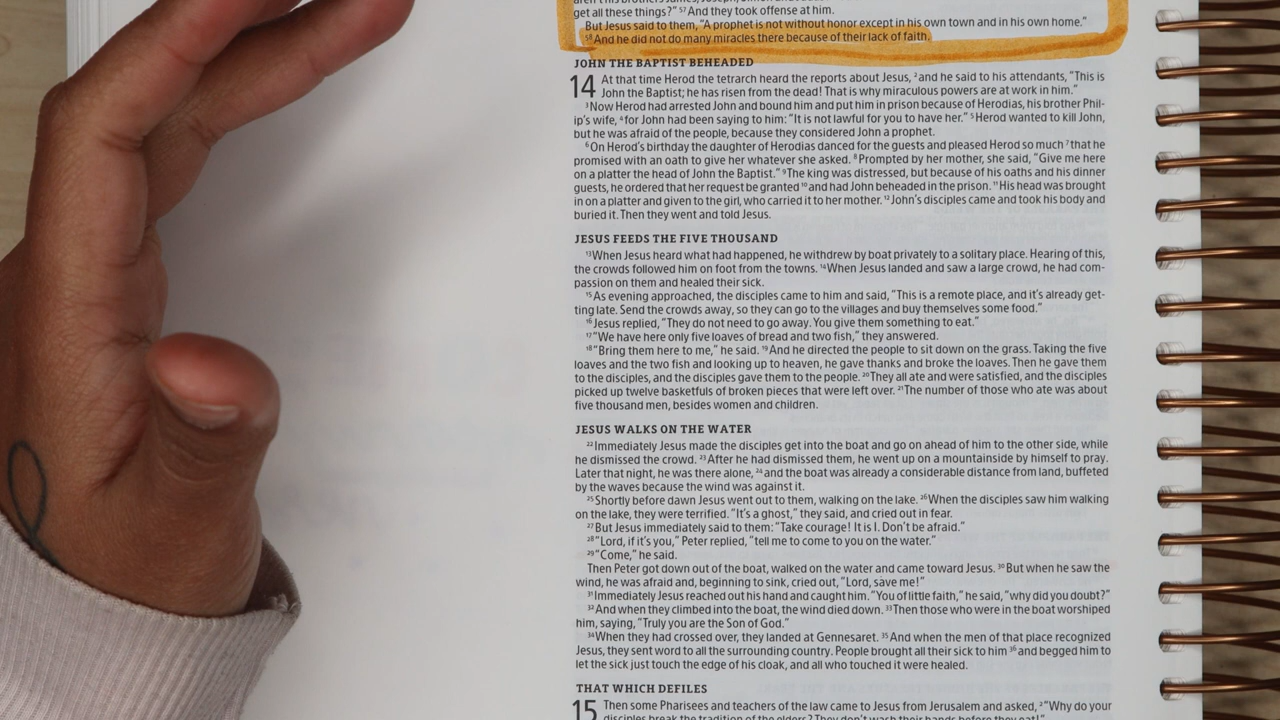 get all these things?” 57 And they took offense at him.
But Jesus said to them, “A prophet is not without honor except in his own town and in his own home.”
58 And he did not do many miracles there because of their lack of faith.
JOHN THE BAPTIST BEHEADED
14 At that time Herod the tetrarch heard the reports about Jesus, 2 and he said to his attendants, “This is
John the Baptist; he has risen from the dead! That is why miraculous powers are at work in him.”
3 Now Herod had arrested John and bound him and put him in prison because of Herodias, his brother Phil-
ip’s wife, 4 for John had been saying to him: “It is not lawful for you to have her.” 5 Herod wanted to kill John,
but he was afraid of the people, because they considered John a prophet.
6 On Herod’s birthday the daughter of Herodias danced for the guests and pleased Herod so much 7 that he
promised with an oath to give her whatever she asked. 8 Prompted by her mother, she said, “Give me here
on a platter the head of John the Baptist.” 9 The king was distressed, but because of his oaths and his dinner
guests, he ordered that her request be granted 10 and had John beheaded in the prison. 11 His head was brought
in on a platter and given to the girl, who carried it to her mother. 12 John’s disciples came and took his body and
buried it. Then they went and told Jesus.
JESUS FEEDS THE FIVE THOUSAND
13 When Jesus heard what had happened, he withdrew by boat privately to a solitary place. Hearing of this,
the crowds followed him on foot from the towns. 14 When Jesus landed and saw a large crowd, he had com-
passion on them and healed their sick.
15 As evening approached, the disciples came to him and said, “This is a remote place, and it’s already get-
ting late. Send the crowds away, so they can go to the villages and buy themselves some food.”
16 Jesus replied, “They do not need to go away. You give them something to eat.”
17 “We have here only five loaves of bread and two fish,” they answered.
18 “Bring them here to me,” he said. 19 And he directed the people to sit down on the grass. Taking the five
loaves and the two fish and looking up to heaven, he gave thanks and broke the loaves. Then he gave them
to the disciples, and the disciples gave them to the people. 20 They all ate and were satisfied, and the disciples
picked up twelve basketfuls of broken pieces that were left over. 21 The number of those who ate was about
five thousand men, besides women and children.
JESUS WALKS ON THE WATER
22 Immediately Jesus made the disciples get into the boat and go on ahead of him to the other side, while
he dismissed the crowd. 23 After he had dismissed them, he went up on a mountainside by himself to pray.
Later that night, he was there alone, 24 and the boat was already a considerable distance from land, buffeted
by the waves because the wind was against it.
25 Shortly before dawn Jesus went out to them, walking on the lake. 26 When the disciples saw him walking
on the lake, they were terrified. “It’s a ghost,” they said, and cried out in fear.
27 But Jesus immediately said to them: “Take courage! It is I. Don’t be afraid.”
28 “Lord, if it’s you,” Peter replied, “tell me to come to you on the water.”
29 “Come,” he said.
Then Peter got down out of the boat, walked on the water and came toward Jesus. 30 But when he saw the
wind, he was afraid and, beginning to sink, cried out, “Lord, save me!”
31 Immediately Jesus reached out his hand and caught him. “You of little faith,” he said, “why did you doubt?”
32 And when they climbed into the boat, the wind died down. 33 Then those who were in the boat worshiped
him, saying, “Truly you are the Son of God.”
34 When they had crossed over, they landed at Gennesaret. 35 And when the men of that place recognized
Jesus, they sent word to all the surrounding country. People brought all their sick to him 36 and begged him to
let the sick just touch the edge of his cloak, and all who touched it were healed.
THAT WHICH DEFILES
15 Then some Pharisees and teachers of the law came to Jesus from Jerusalem and asked, 2 “Why do your
disciples break the tradition of the elders? They don’t wash their hands before they eat!”